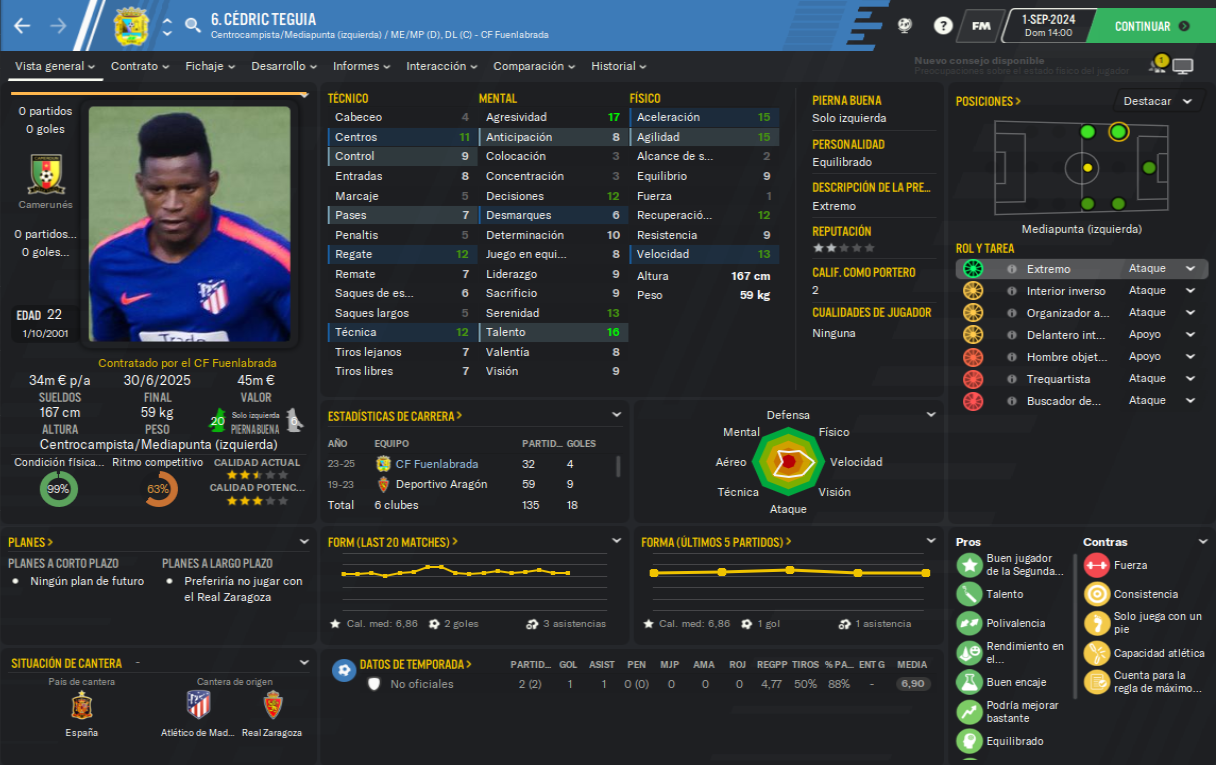 6. CÉDRIC TEGUIA
Centrocampista/Mediapunta (izquierda) / ME/MP (D), DL (C) - CF Fuenlabrada
? FM 1-SEP-2024
Dom 14:00
CONTINUAR
Vista general Contrato Fichaje Desarrollo Informes Interacción Comparación Historial
Nuevo consejo disponible
Preocupaciones sobre el estado físico del jugador
1
0 partidos
0 goles
Camerunés
0 partidos...
0 goles...
EDAD 22
1/10/2001
Contratado por el CF Fuenlabrada
34m € p/a 30/6/2025 45m €
SUELDOS FINAL VALOR
167 cm 59 kg 20 Solo izquierda
ALTURA PESO PIERNA BUENA
Centrocampista/Mediapunta (izquierda)
Condición física... Ritmo competitivo CALIDAD ACTUAL
99% 63%
CALIDAD POTENC...
TÉCNICO
Cabeceo 4
Centros 11
Control 9
Entradas 8
Marcaje 5
Pases 7
Penaltis 5
Regate 12
Remate 7
Saques de es... 6
Saques largos 5
Técnica 12
Tiros lejanos 7
Tiros libres 7
MENTAL
Agresividad 17
Anticipación 8
Colocación 3
Concentración 3
Decisiones 12
Desmarques 6
Determinación 10
Juego en equi... 8
Liderazgo 9
Sacrificio 9
Serenidad 13
Talento 16
Valentía 8
Visión 9
FÍSICO
Aceleración 15
Agilidad 15
Alcance de s... 2
Equilibrio 9
Fuerza 1
Recuperació... 12
Resistencia 9
Velocidad 13
Altura 167 cm
Peso 59 kg
PIERNA BUENA
Solo izquierda
PERSONALIDAD
Equilibrado
DESCRIPCIÓN DE LA PRE...
Extremo
REPUTACIÓN
CALIF. COMO PORTERO
2
CUALIDADES DE JUGADOR
Ninguna
POSICIONES >
Destacar
Mediapunta (izquierda)
ROL Y TAREA
Extremo Ataque
Interior inverso Ataque
Organizador a... Ataque
Delantero int... Apoyo
Hombre objet... Apoyo
Trequartista Ataque
Buscador de... Ataque
ESTADÍSTICAS DE CARRERA >
AÑO EQUIPO PARTID... GOLES
23-25 CF Fuenlabrada 32 4
19-23 Deportivo Aragón 59 9
Total 6 clubes 135 18
Defensa
Mental Físico
Aéreo Velocidad
Técnica Visión
Ataque
PLANES >
PLANES A CORTO PLAZO
Ningún plan de futuro
PLANES A LARGO PLAZO
Preferiría no jugar con
el Real Zaragoza
FORM (LAST 20 MATCHES) >
Cal. med: 6,86 2 goles 3 asistencias
FORMA (ÚLTIMOS 5 PARTIDOS) >
Cal. med: 6,86 1 gol 1 asistencia
Pros
Buen jugador
de la Segunda...
Talento
Polivalencia
Rendimiento en
el...
Buen encaje
Podría mejorar
bastante
Equilibrado
Contras
Fuerza
Consistencia
Solo juega con un
pie
Capacidad atlética
Cuenta para la
regla de máximo...
SITUACIÓN DE CANTERA -
País de cantera Cantera de origen
España Atlético de Mad... Real Zaragoza
DATOS DE TEMPORADA > PARTID... GOL ASIST PEN MJP AMA ROJ REGPP TIROS % PA... ENT G MEDIA
No oficiales 2 (2) 1 1 0 (0) 0 0 0 4,77 50% 88% - 6,90